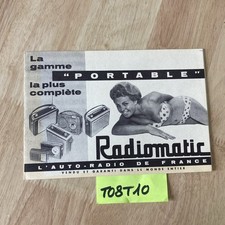 La
gamme
"PORTABLE"
la plus
complète
Radiomatic
L'AUTO-RADIO DE FRANCE
VENDU ET GARANTI DANS LE MONDE ENTIER
T08T10